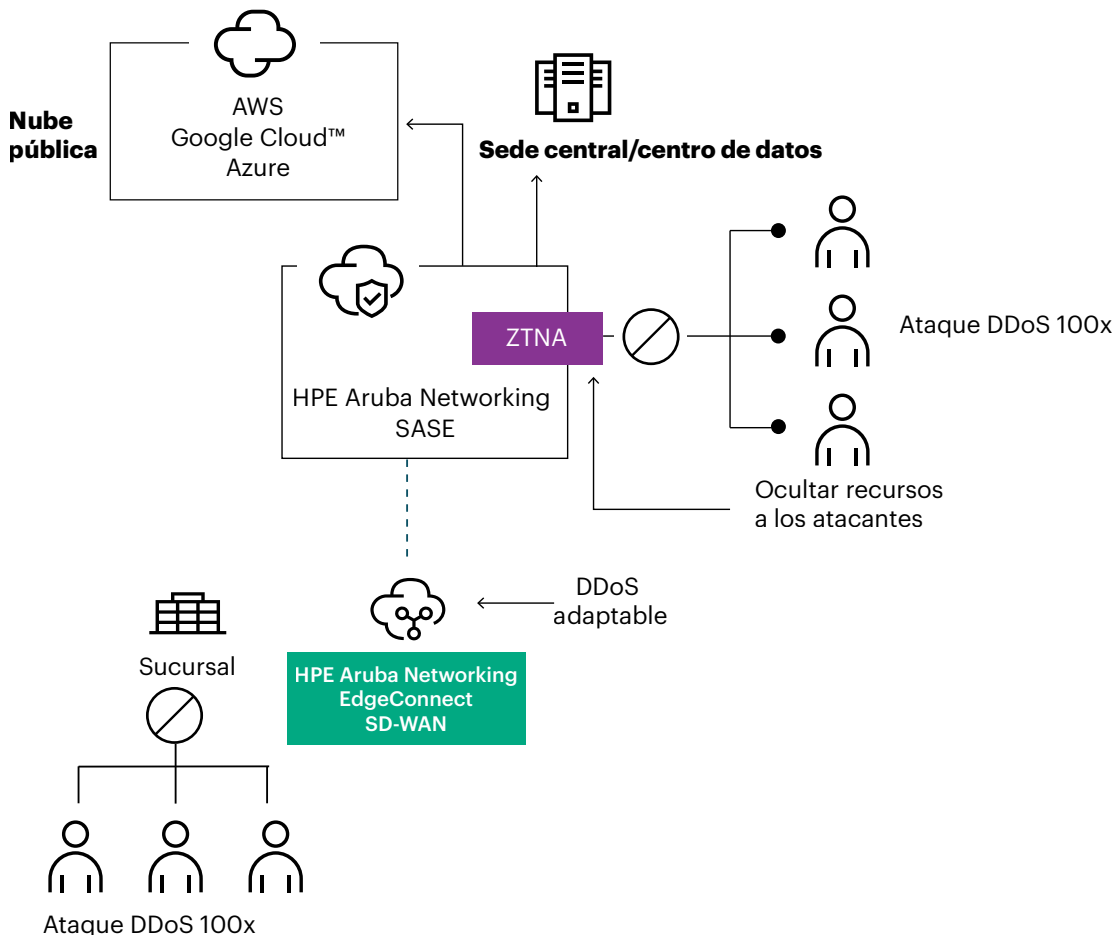 Nube
pública
AWS
Google Cloud™
Azure
Sede central/centro de datos
ZTNA
HPE Aruba Networking
SASE
Ataque DDoS 100x
Ocultar recursos
a los atacantes
DDoS
adaptable
Sucursal
HPE Aruba Networking
EdgeConnect
SD-WAN
Ataque DDoS 100x